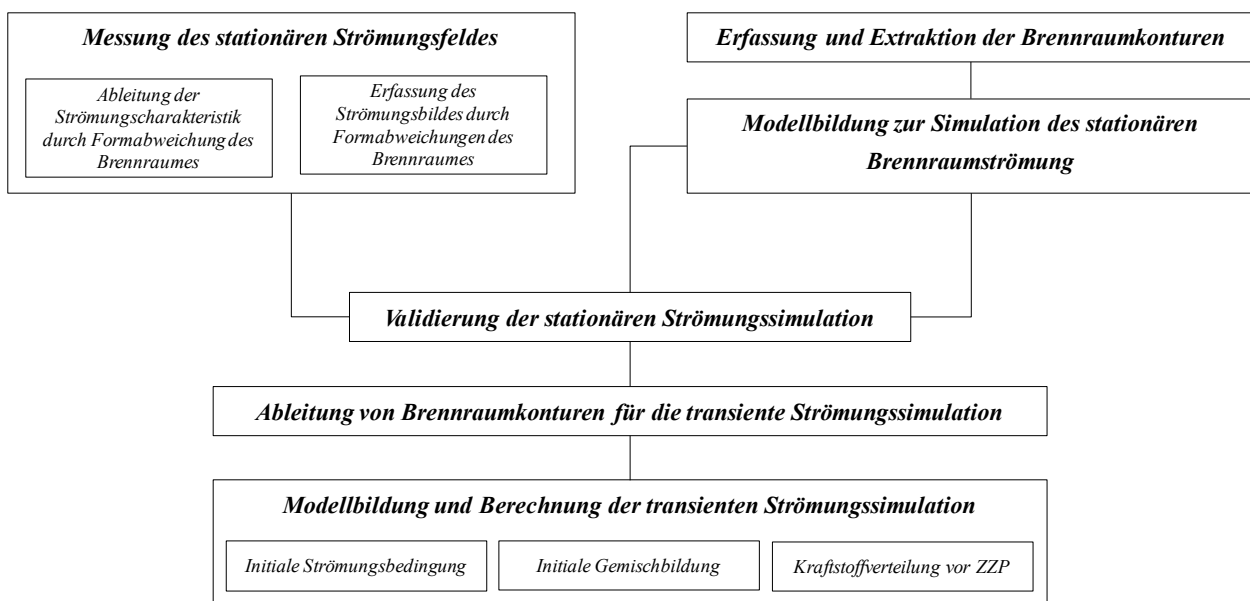 Messung des stationären Strömungsfeldes
Ableitung der
Strömungscharakteristik
durch Formabweichung des
Brennraumes
Erfassung des
Strömungsbildes durch
Formabweichungen des
Brennraumes
Erfassung und Extraktion der Brennraumkonturen
Modellbildung zur Simulation des stationären
Brennraumströmung
Validierung der stationären Strömungssimulation
Ableitung von Brennraumkonturen für die transiente Strömungssimulation
Modellbildung und Berechnung der transienten Strömungssimulation
Initiale Strömungsbedingung
Initiale Gemischbildung
Kraftstoffverteilung vor ZZP